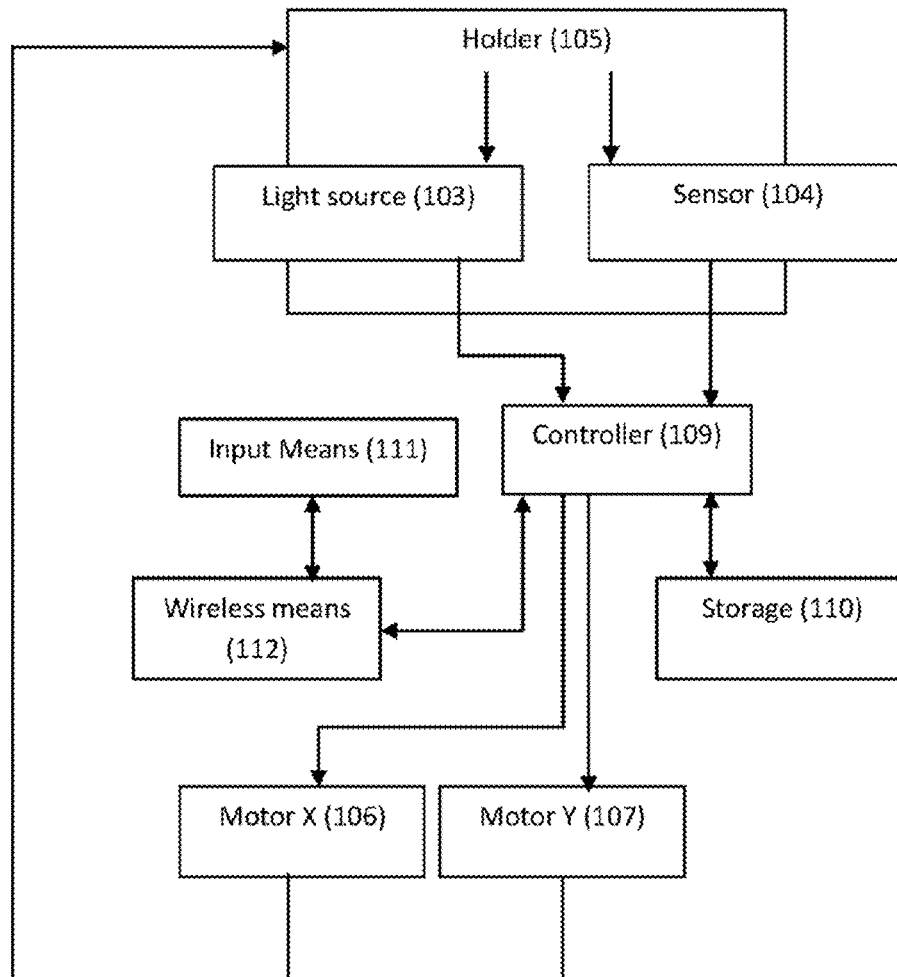 Holder (105)
Light source (103)
Sensor (104)
Controller (109)
Input Means (111)
Wireless means
(112)
Storage (110)
Motor X (106)
Motor Y (107)